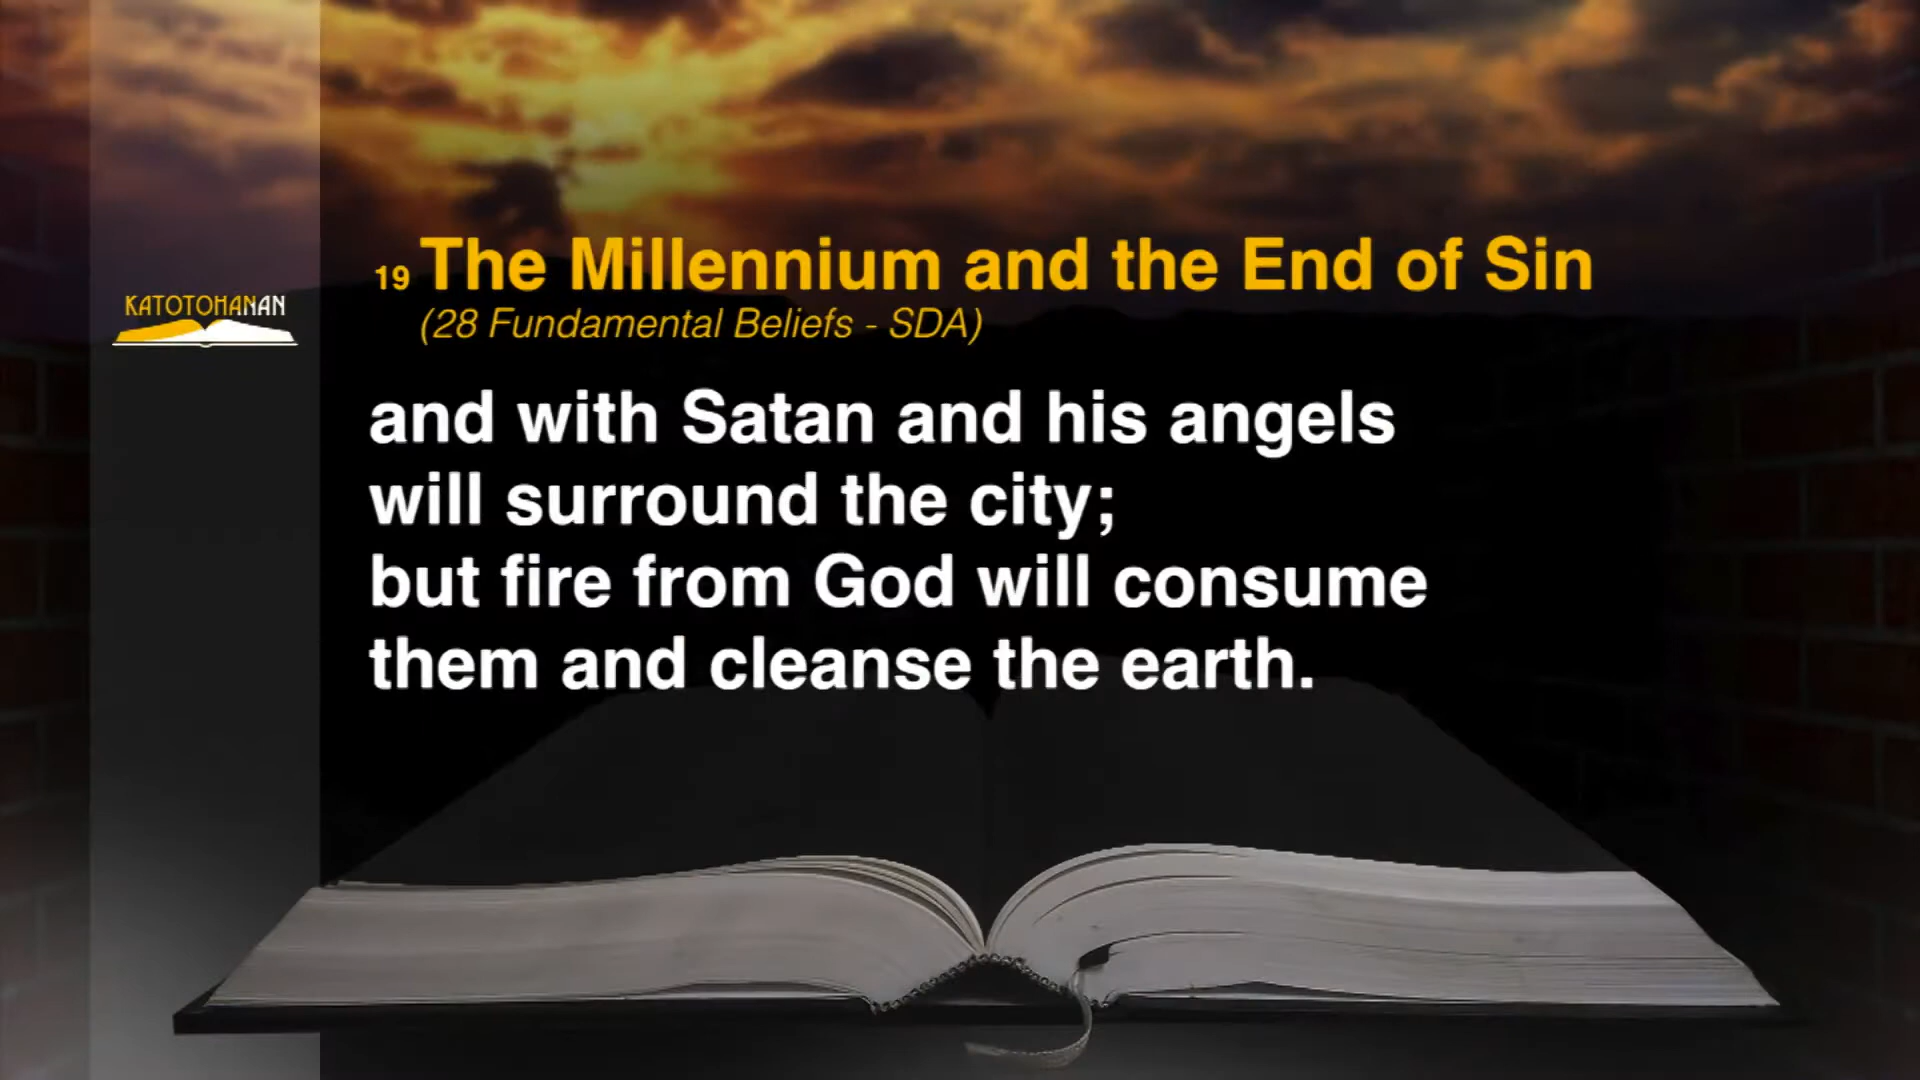 KATOTOHANAN
19 The Millennium and the End of Sin
(28 Fundamental Beliefs - SDA)
and with Satan and his angels
will surround the city;
but fire from God will consume
them and cleanse the earth.